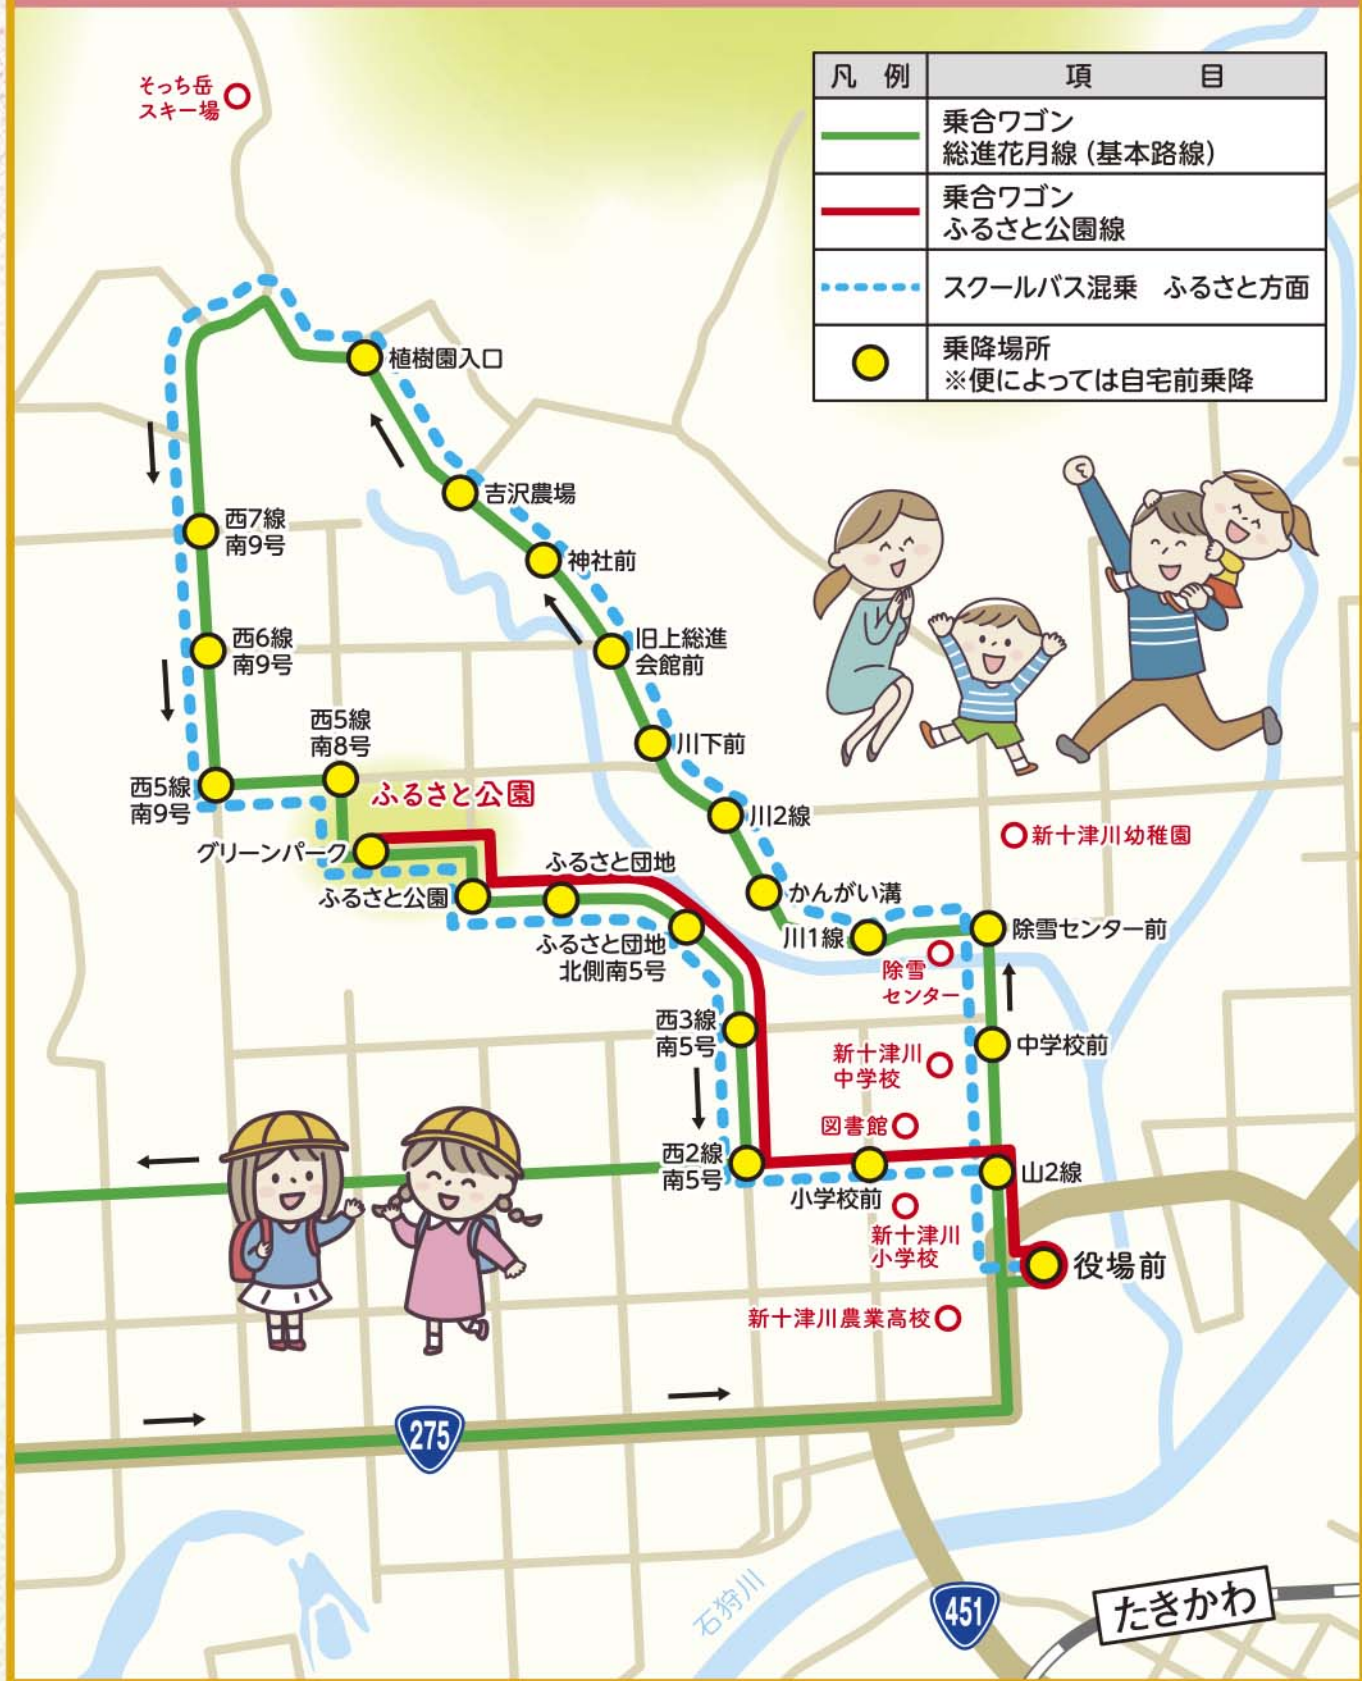 凡 例
項 目
乗合ワゴン
総進花月線（基本路線）
乗合ワゴン
ふるさと公園線
スクールバス混乗 ふるさと方面
乗降場所
※便によっては自宅前乗降
そっち岳
スキー場
植樹園入口
吉沢農場
神社前
旧上総進
会館前
川下前
川2線
かんがい溝
川1線
除雪センター前
除雪
センター
新十津川幼稚園
中学校前
新十津川
中学校
図書館
山2線
小学校前
新十津川
小学校
役場前
新十津川農業高校
西7線
南9号
西6線
南9号
西5線
南8号
西5線
南9号
ふるさと公園
グリーンパーク
ふるさと公園
ふるさと団地
ふるさと団地
北側南5号
西3線
南5号
西2線
南5号
275
451
石狩川
たきかわ